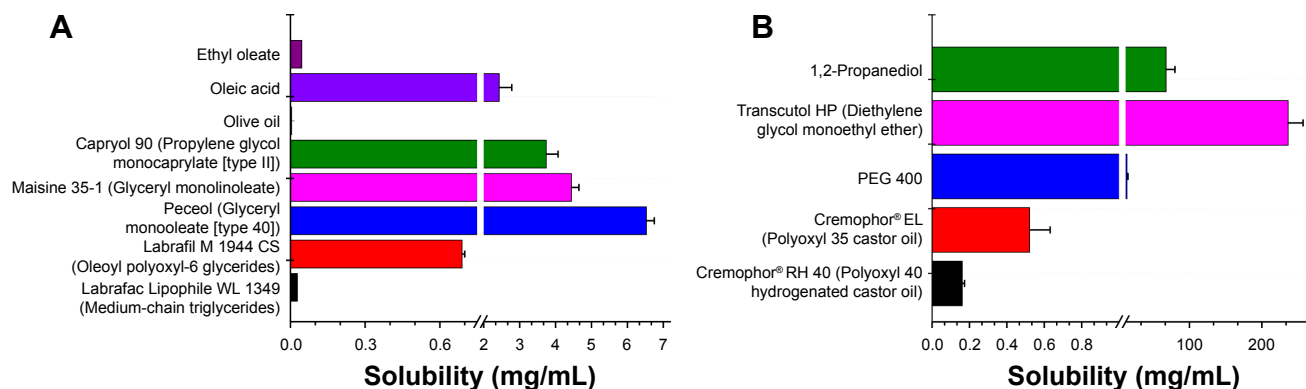 A
Ethyl oleate
Oleic acid
Olive oil
Capryol 90 (Propylene glycol
monocaprylate [type II])
Maisine 35-1 (Glyceryl monolinoleate)
Peceol (Glyceryl
monooleate [type 40])
Labrafil M 1944 CS
(Oleoyl polyoxyl-6 glycerides)
Labrafac Lipophile WL 1349
(Medium-chain triglycerides)
0.0 0.3 0.6 2 3 4 5 6 7
Solubility (mg/mL)
B
1,2-Propanediol
Transcutol HP (Diethylene
glycol monoethyl ether)
PEG 400
Cremophor® EL
(Polyoxyl 35 castor oil)
Cremophor® RH 40 (Polyoxyl 40
hydrogenated castor oil)
0.0 0.2 0.4 0.6 0.8 100 200
Solubility (mg/mL)